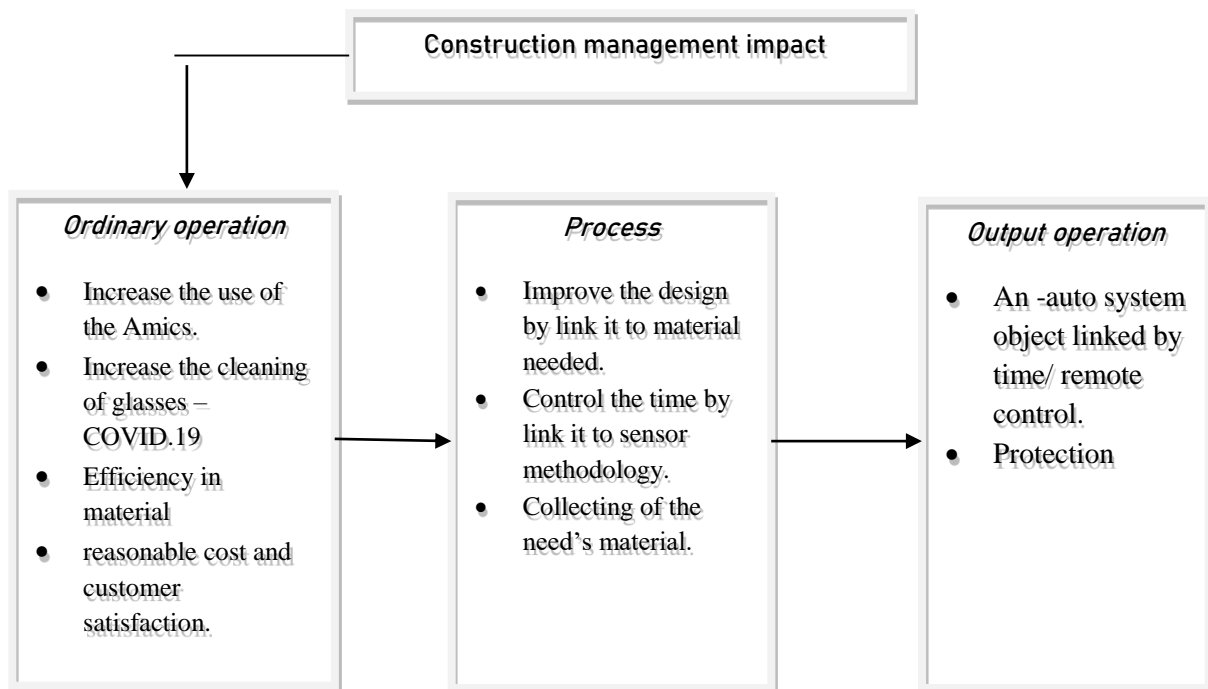 Construction management impact
Ordinary operation
• Increase the use of
the Amics.
• Increase the cleaning
of glasses –
COVID.19
• Efficiency in
material
• reasonable cost and
customer
satisfaction.
Process
• Improve the design
by link it to material
needed.
• Control the time by
link it to sensor
methodology.
• Collecting of the
need’s material.
Output operation
• An -auto system
object linked by
time/ remote
control.
• Protection